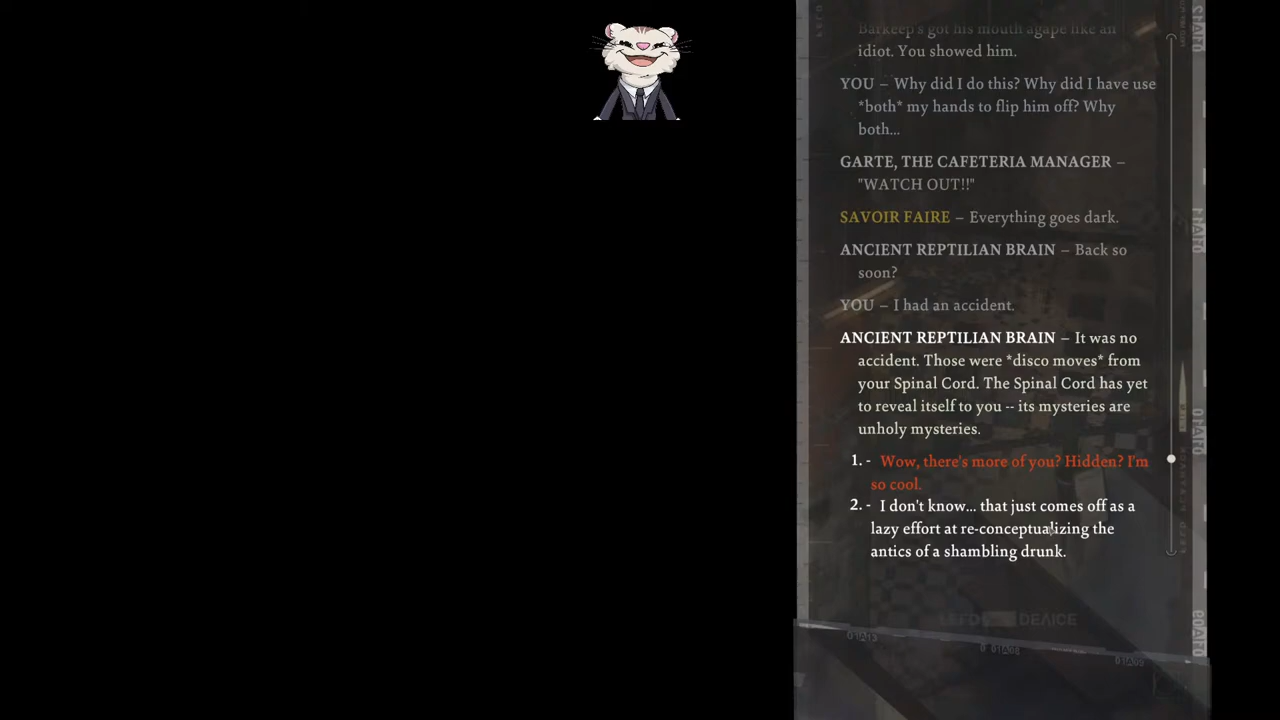 Barkeep's got his mouth agape like an
idiot. You showed him.
YOU – Why did I do this? Why did I have use
*both* my hands to flip him off? Why
both...
GARTE, THE CAFETERIA MANAGER –
"WATCH OUT!!"
SAVOIR FAIRE – Everything goes dark.
ANCIENT REPTILIAN BRAIN – Back so
soon?
YOU – I had an accident.
ANCIENT REPTILIAN BRAIN – It was no
accident. Those were *disco moves* from
your Spinal Cord. The Spinal Cord has yet
to reveal itself to you -- its mysteries are
unholy mysteries.
1. - Wow, there's more of you? Hidden? I'm
so cool.
2. - I don't know... that just comes off as a
lazy effort at re-conceptualizing the
antics of a shambling drunk.